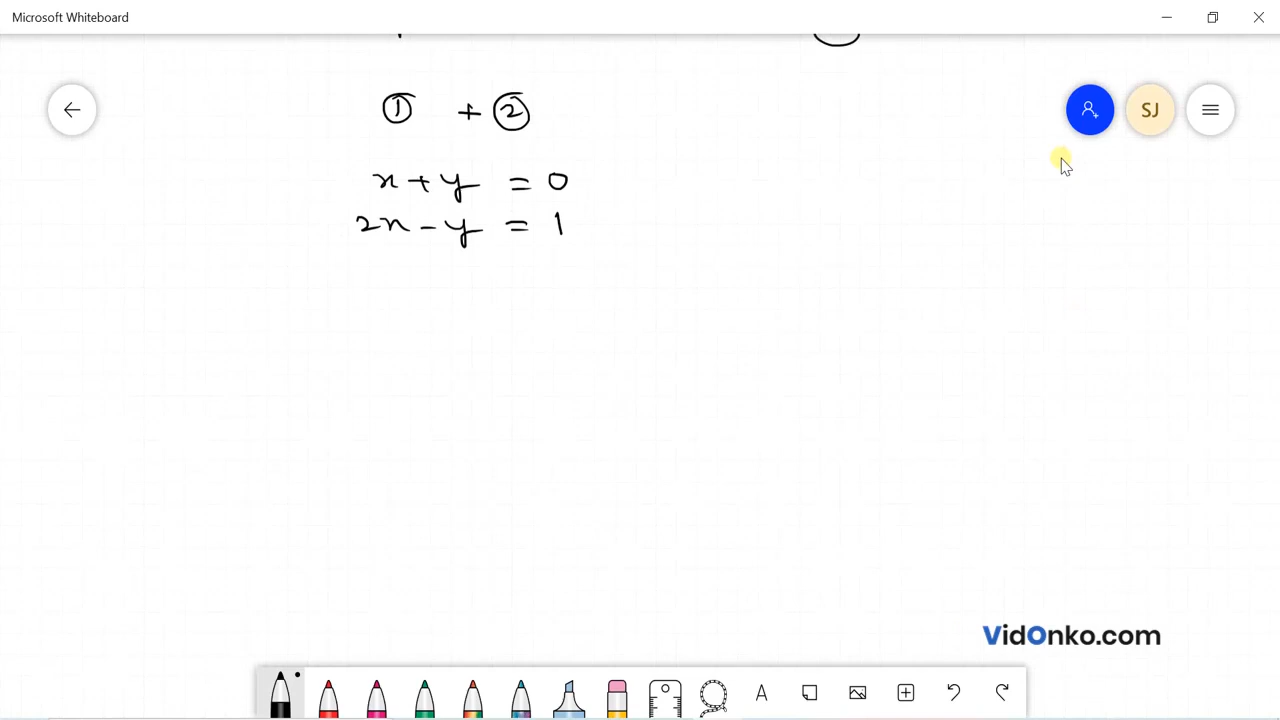 Microsoft Whiteboard
① + ②
SJ
x + y = 0
2x - y = 1
VidOnko.com
A